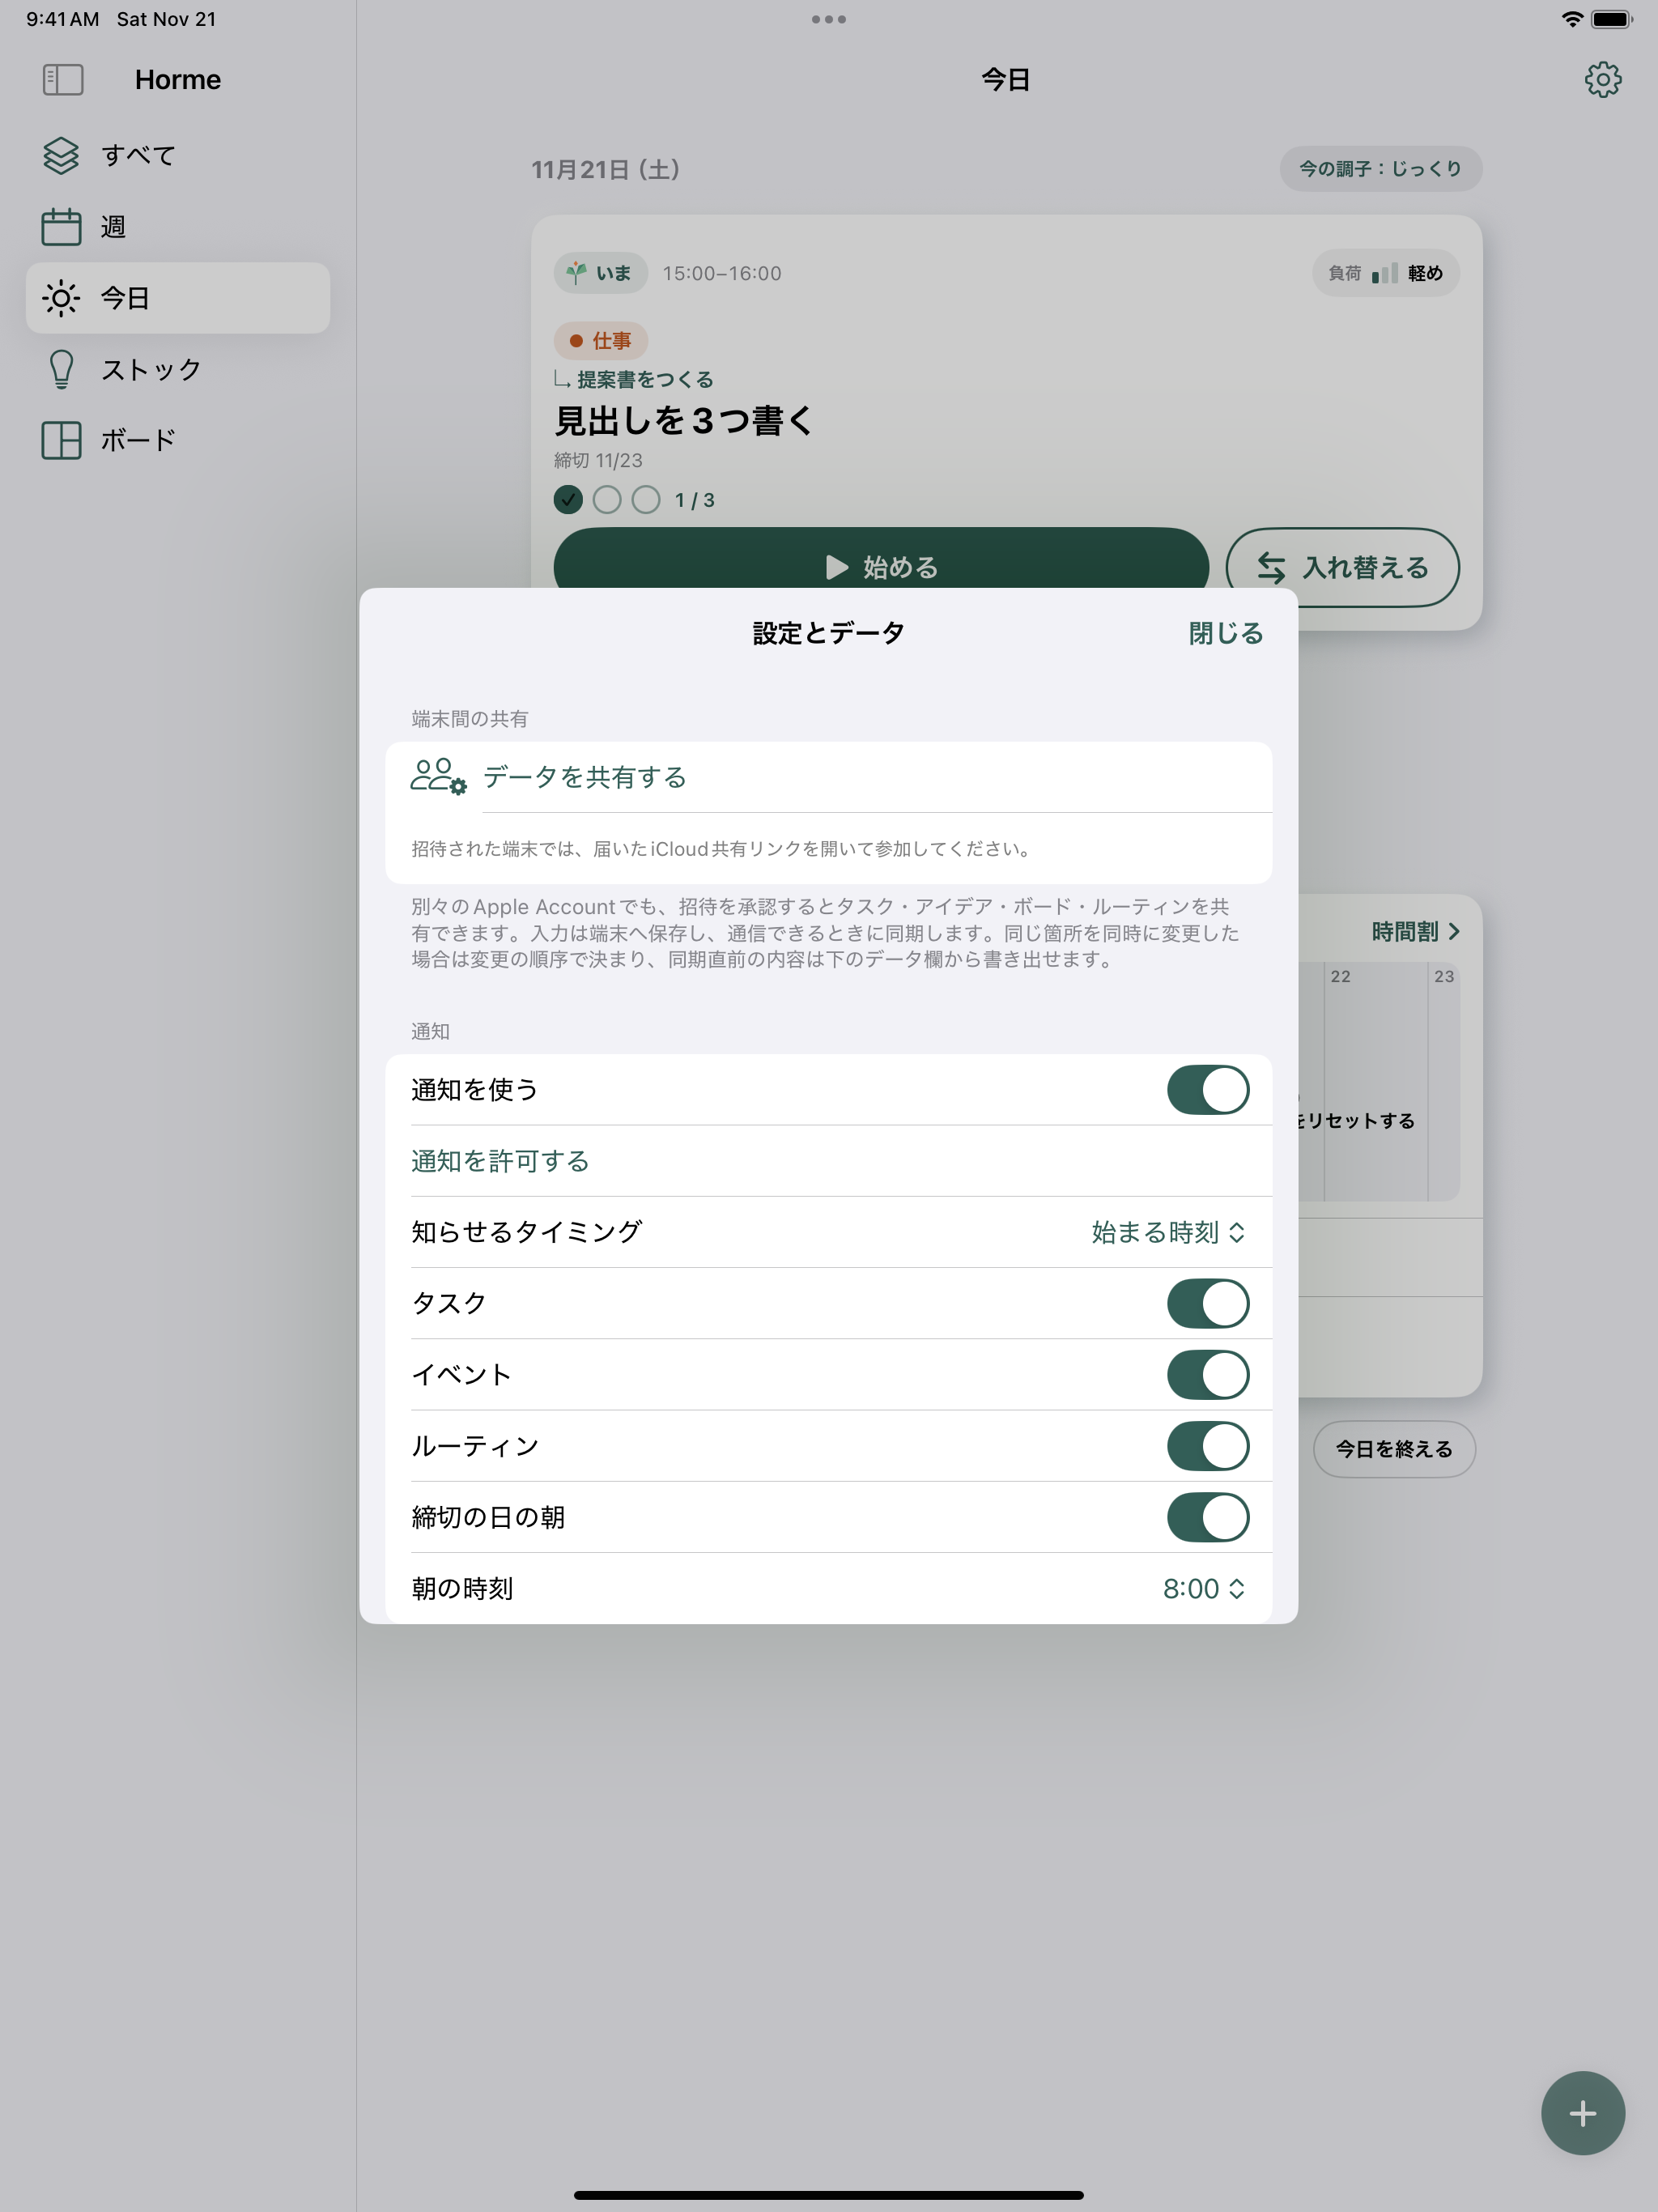 9:41 AM Sat Nov 21
Horme
すべて
週
今日
ストック
ボード
今日
11月21日 (土)
今の調子：じっくり
いま 15:00–16:00
負荷 軽め
仕事
提案書をつくる
見出しを3つ書く
締切 11/23
1 / 3
始める
入れ替える
設定とデータ
閉じる
端末間の共有
データを共有する
招待された端末では、届いたiCloud共有リンクを開いて参加してください。
別々のApple Accountでも、招待を承認するとタスク・アイデア・ボード・ルーティンを共
有できます。入力は端末へ保存し、通信できるときに同期します。同じ箇所を同時に変更した
場合は変更の順序で決まり、同期直前の内容は下のデータ欄から書き出せます。
通知
通知を使う
通知を許可する
知らせるタイミング 始まる時刻
タスク
イベント
ルーティン
締切の日の朝
朝の時刻 8:00
時間割
22 23
をリセットする
今日を終える